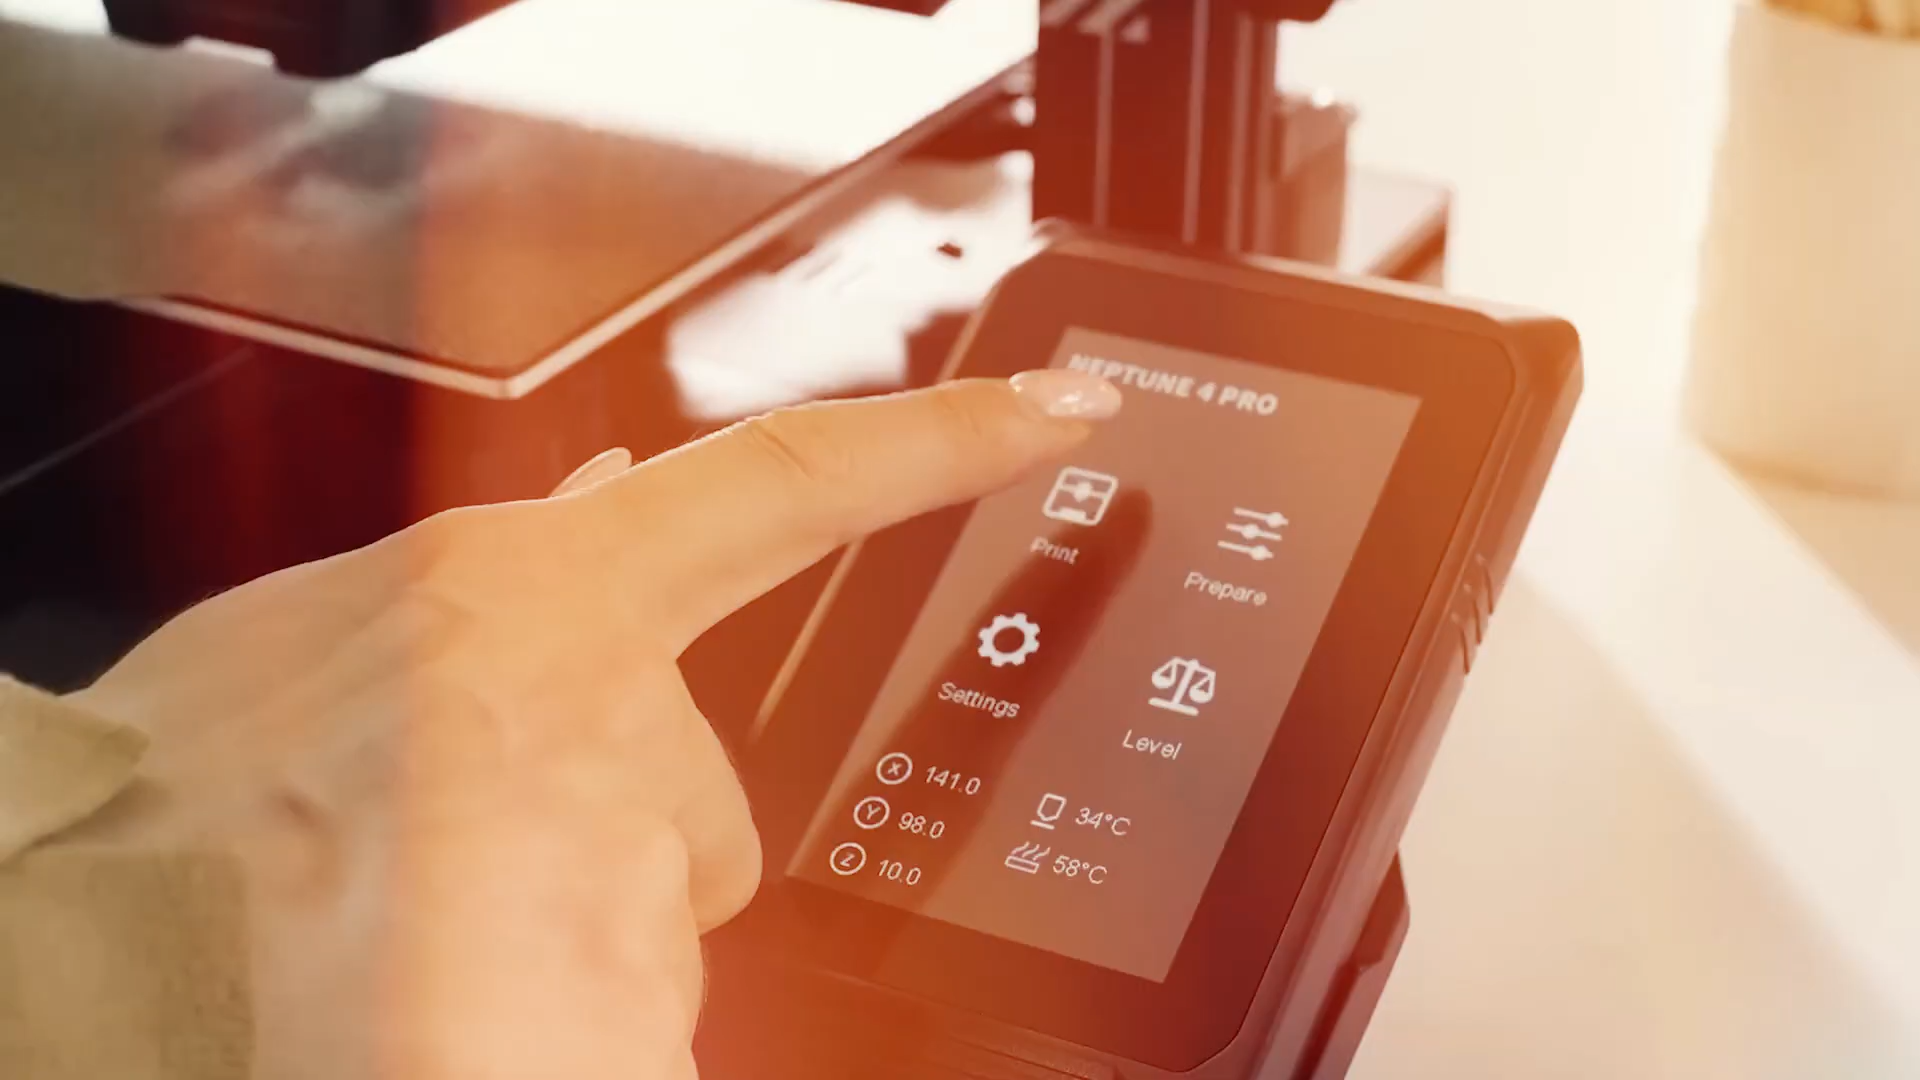 NEPTUNE 4 PRO
Print
Prepare
Settings
Level
X 141.0
Y 98.0
Z 10.0
34°C
58°C